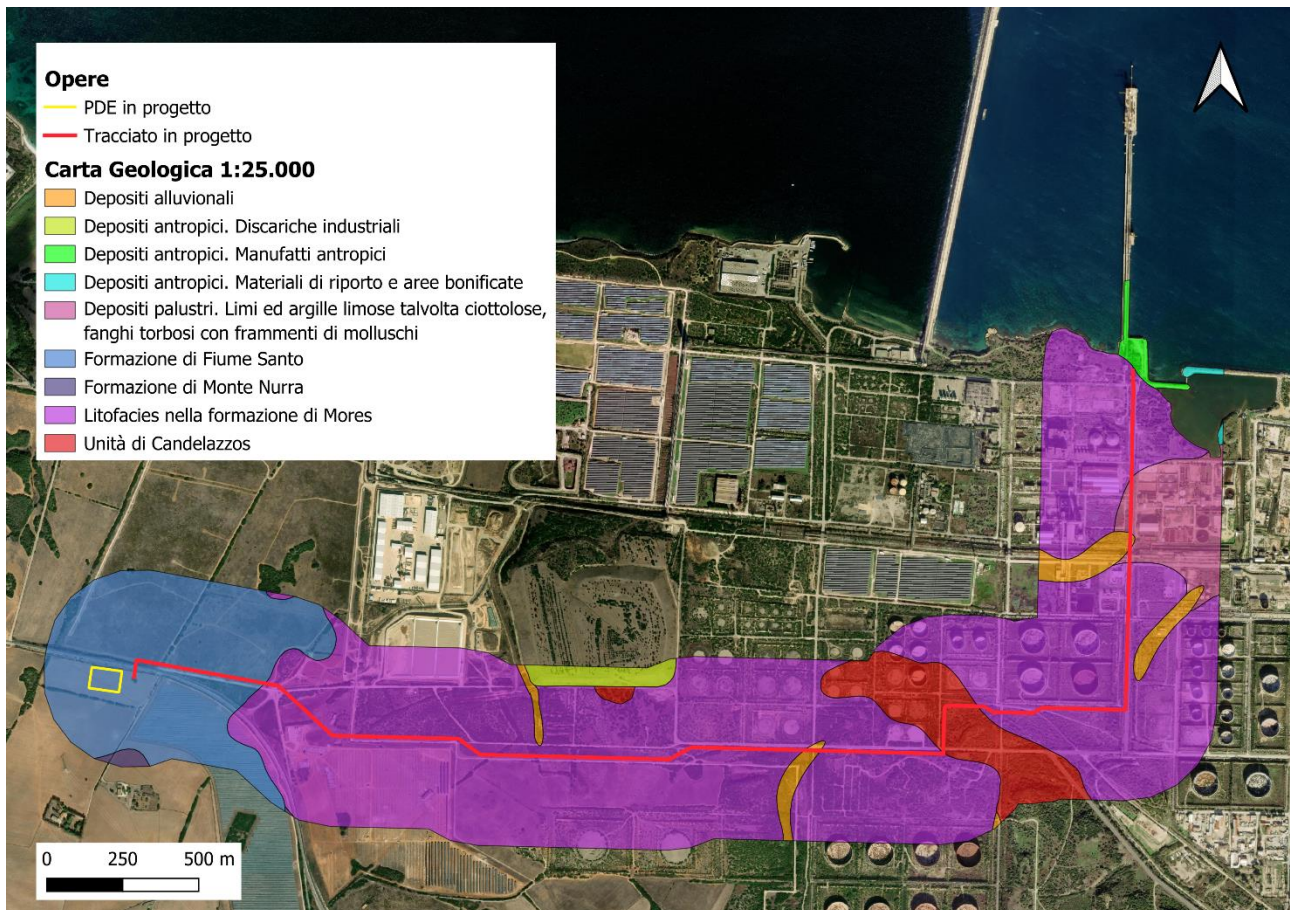 Opere
PDE in progetto
Tracciato in progetto
Carta Geologica 1:25.000
Depositi alluvionali
Depositi antropici. Discariche industriali
Depositi antropici. Manufatti antropici
Depositi antropici. Materiali di riporto e aree bonificate
Depositi palustri. Limi ed argille limose talvolta ciottolose,
fanghi torbosi con frammenti di molluschi
Formazione di Fiume Santo
Formazione di Monte Nurra
Litofacies nella formazione di Mores
Unità di Candelazzos
0 250 500 m